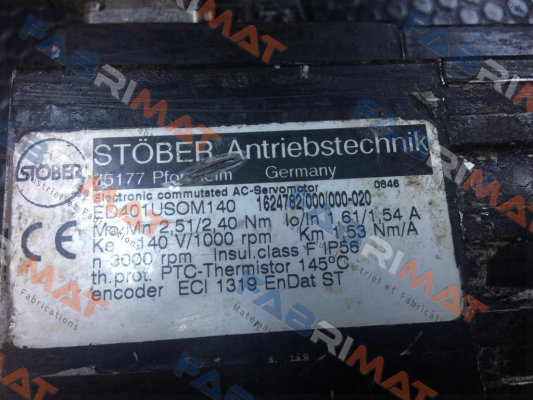 STÖBER
STÖBER Antriebstechnik
75177 Pforzheim Germany
Electronic commutated AC-Servomotor 0846
ED401USOM140 1624762/000/000-020
Mo/Mn 2,51/2,40 Nm Io/In 1,61/1,54 A
Ke 140 V/1000 rpm Km 1,53 Nm/A
n 3000/rpm Insul.class F IP56
th.prot. PTC-Thermistor 145°C
encoder ECI 1319 EnDat ST
CE
FABRIMAT